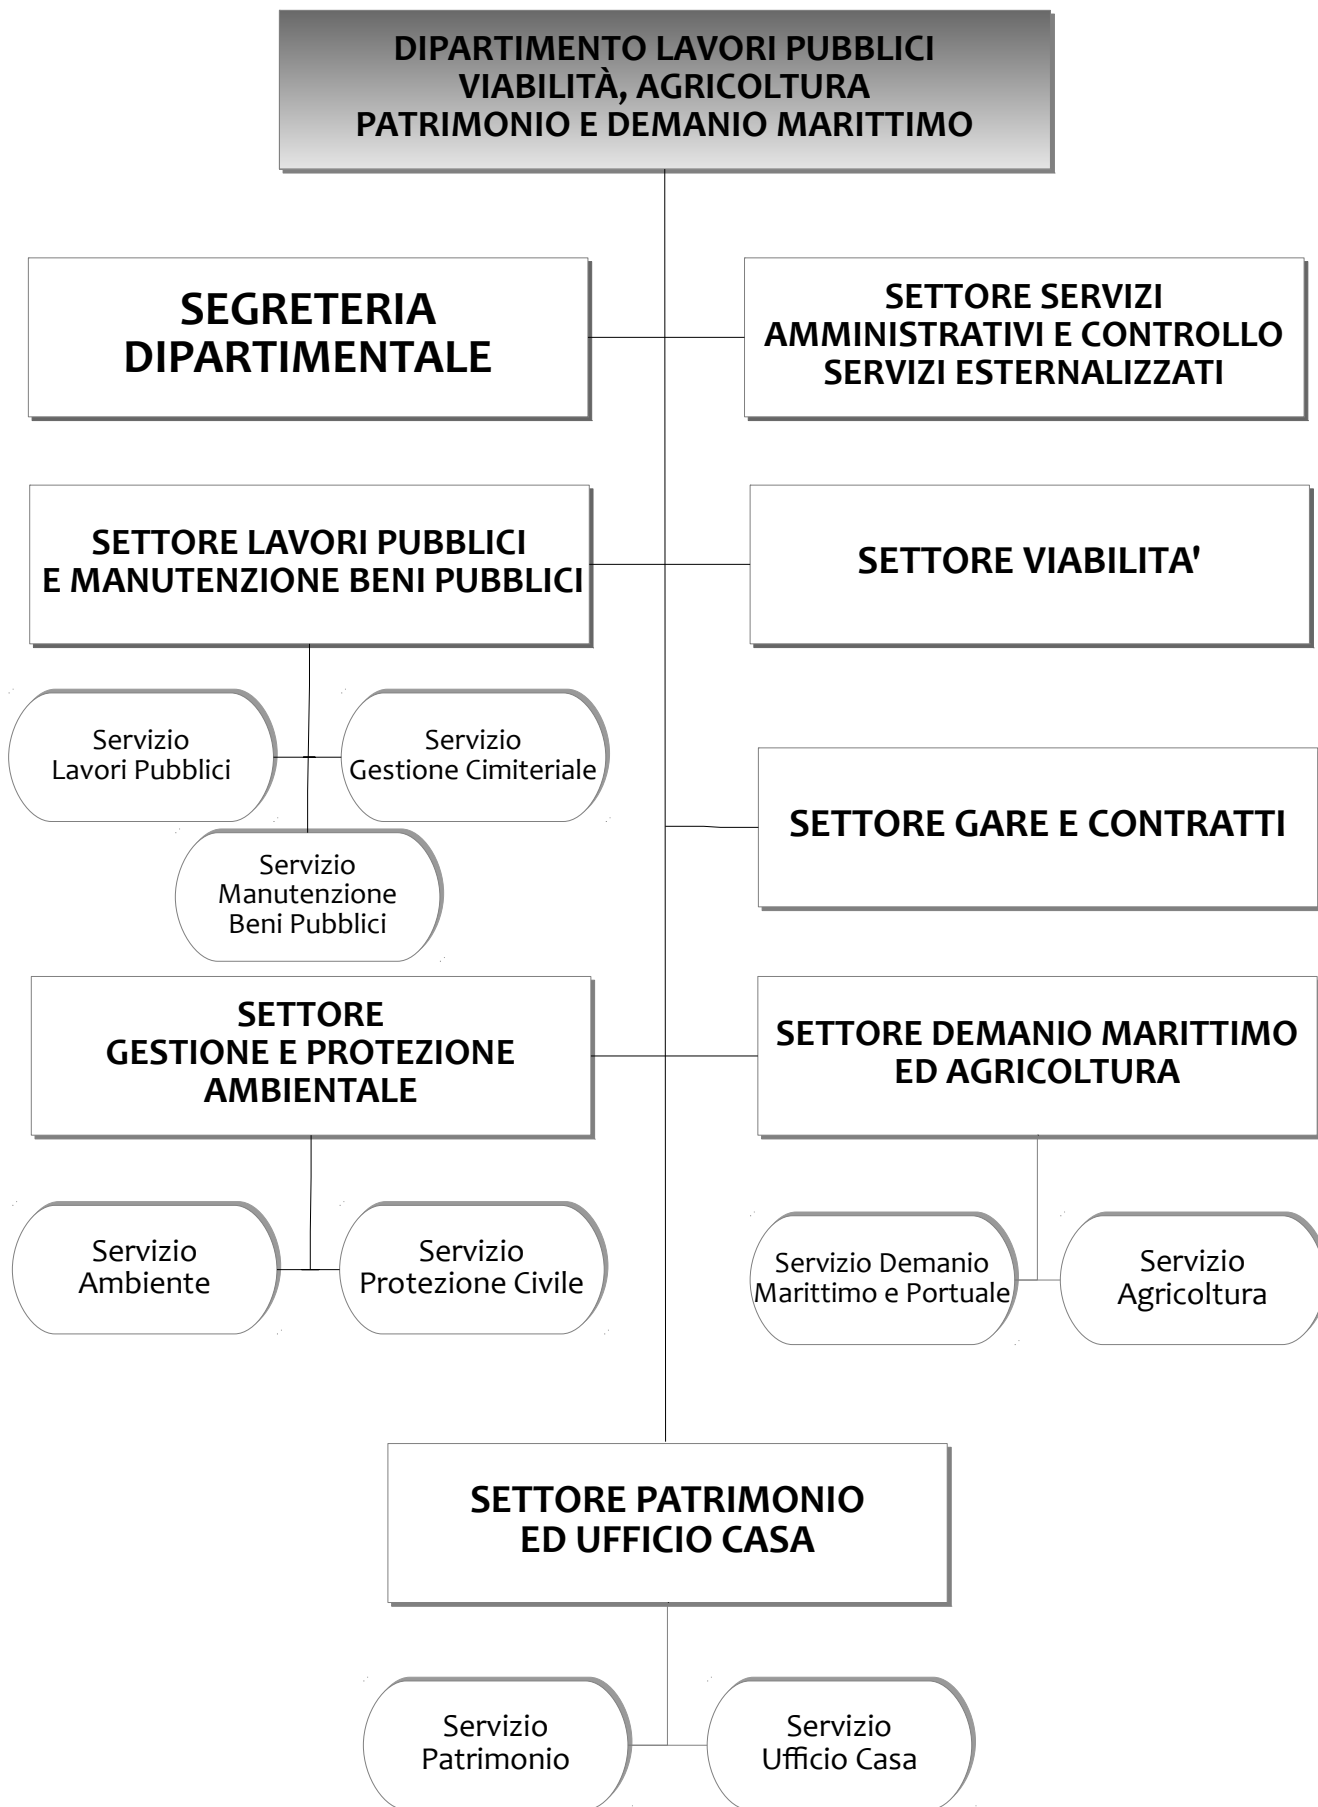 DIPARTIMENTO LAVORI PUBBLICI
VIABILITÀ, AGRICOLTURA
PATRIMONIO E DEMANIO MARITTIMO
SEGRETERIA
DIPARTIMENTALE
SETTORE SERVIZI
AMMINISTRATIVI E CONTROLLO
SERVIZI ESTERNALIZZATI
SETTORE LAVORI PUBBLICI
E MANUTENZIONE BENI PUBBLICI
SETTORE VIABILITA'
Servizio
Lavori Pubblici
Servizio
Gestione Cimiteriale
Servizio
Manutenzione
Beni Pubblici
SETTORE GARE E CONTRATTI
SETTORE
GESTIONE E PROTEZIONE
AMBIENTALE
SETTORE DEMANIO MARITTIMO
ED AGRICOLTURA
Servizio
Ambiente
Servizio
Protezione Civile
Servizio Demanio
Marittimo e Portuale
Servizio
Agricoltura
SETTORE PATRIMONIO
ED UFFICIO CASA
Servizio
Patrimonio
Servizio
Ufficio Casa